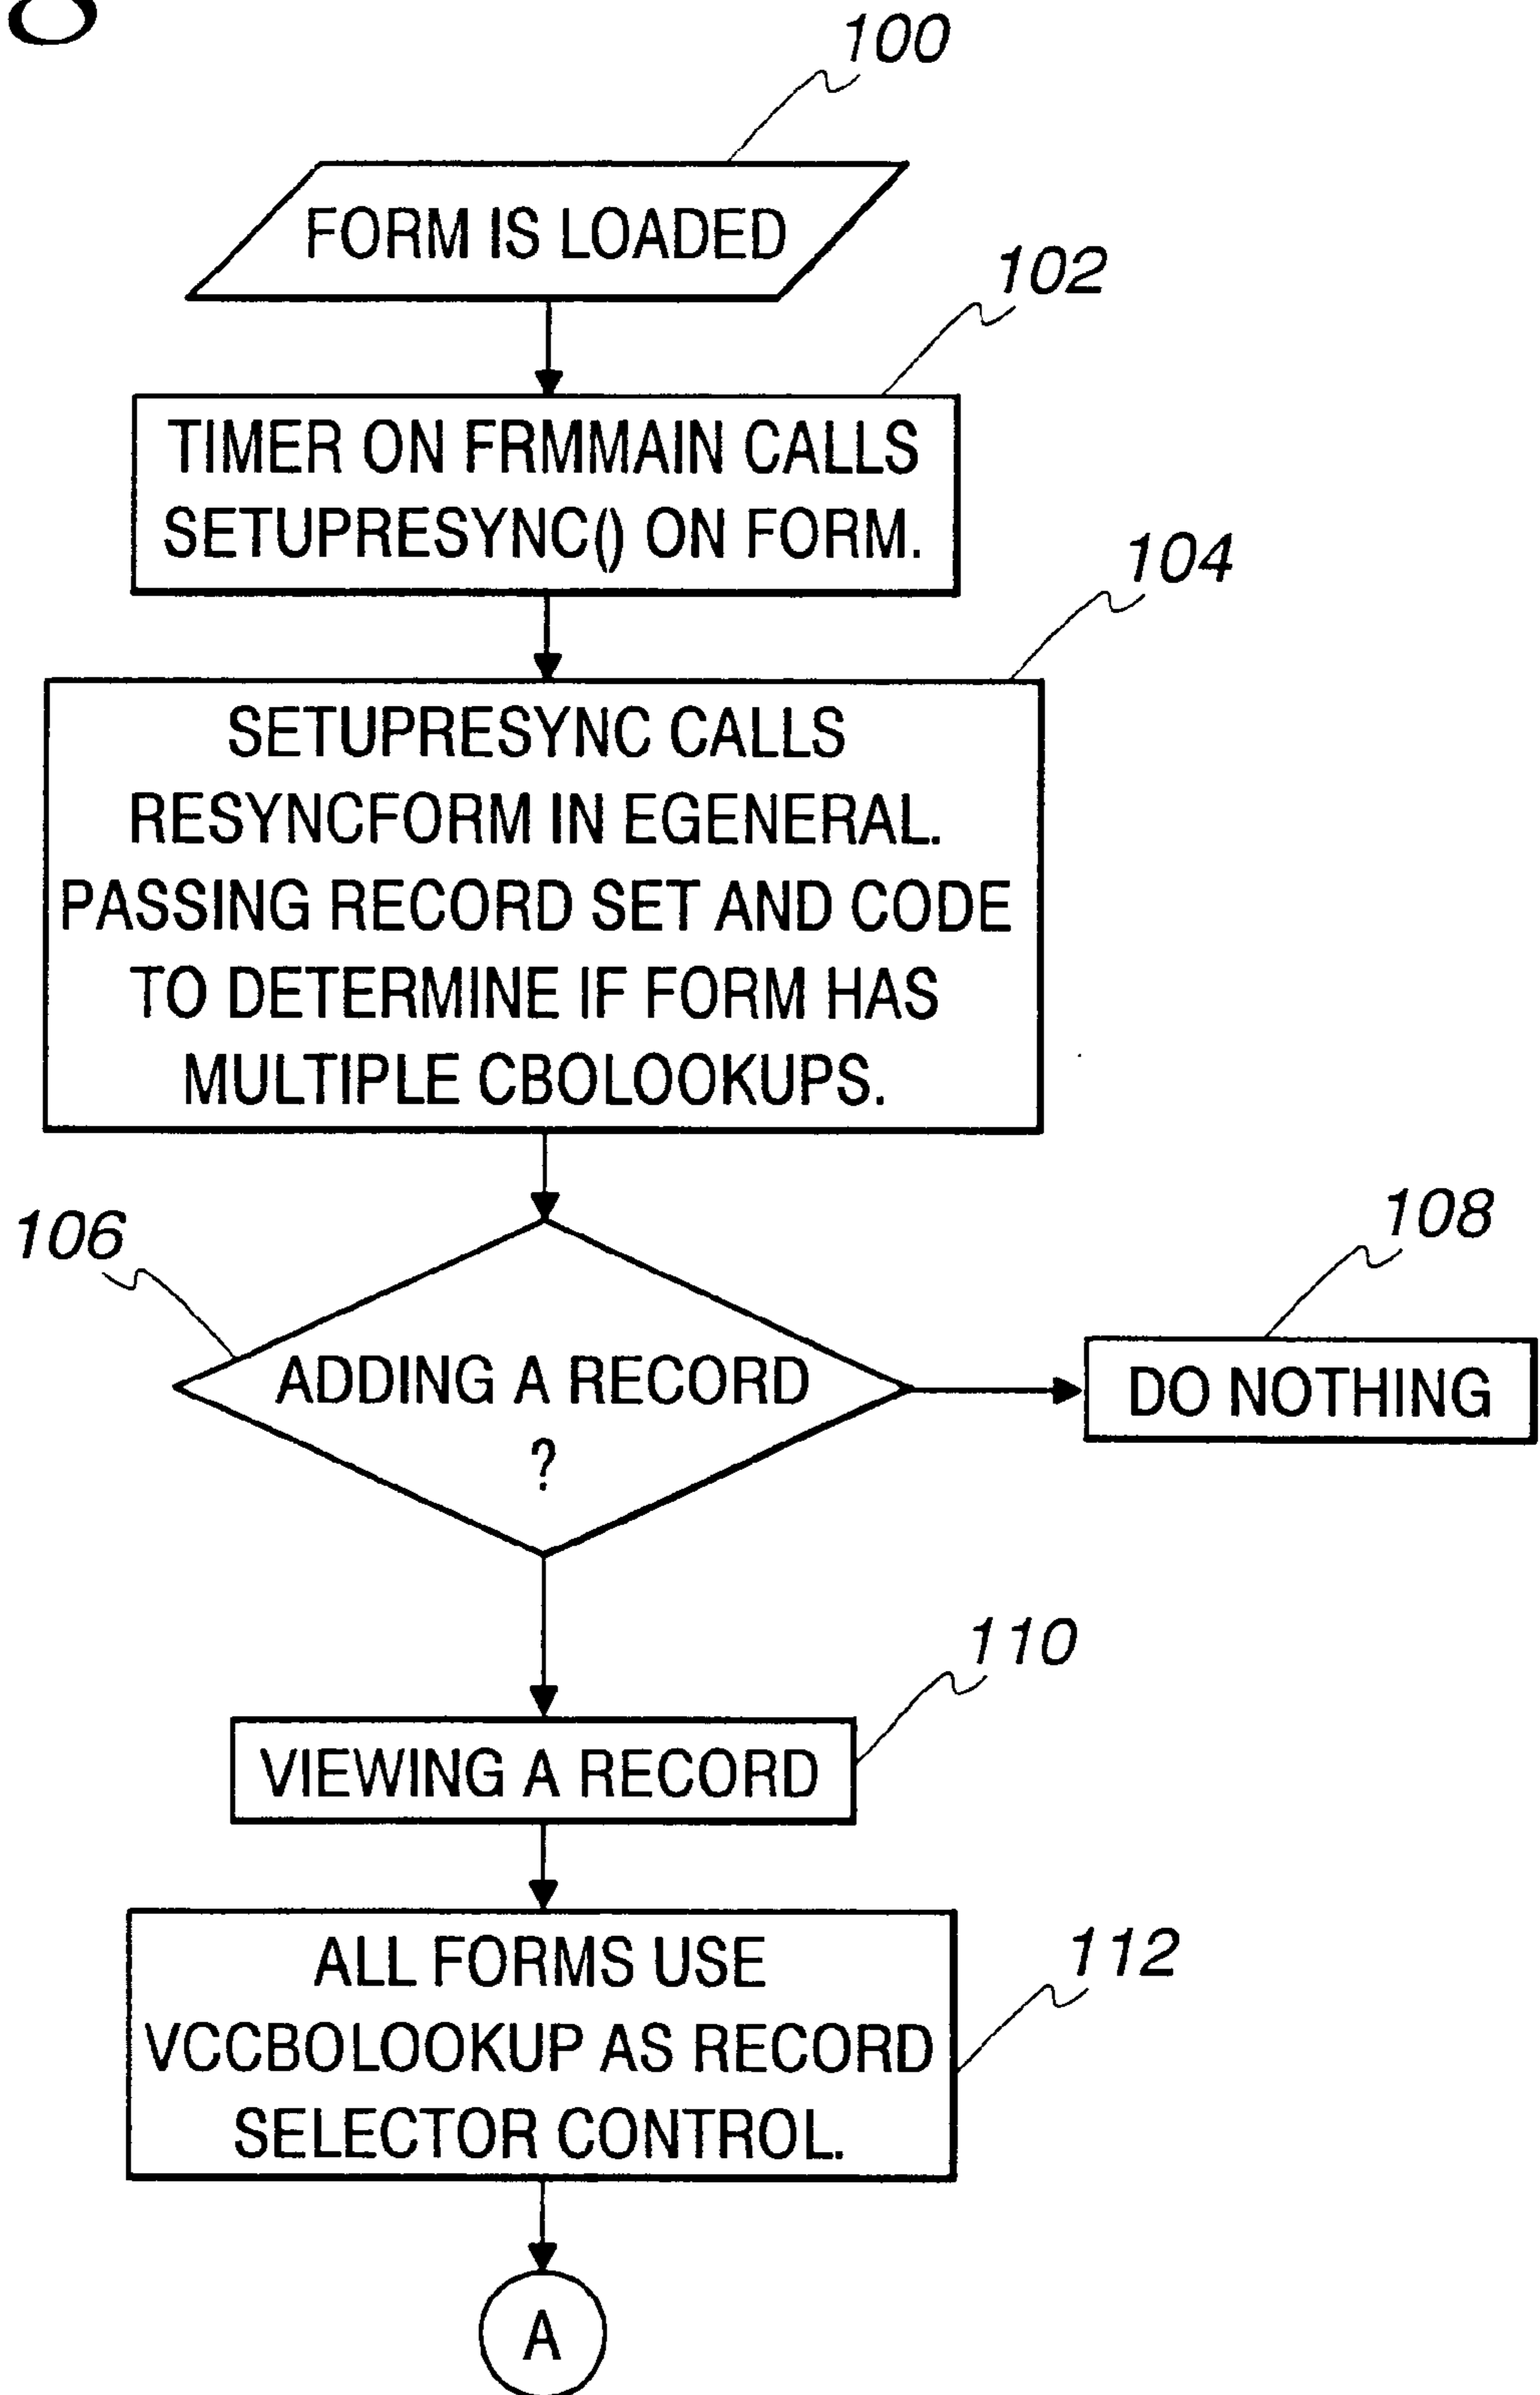 100
FORM IS LOADED
102
TIMER ON FRMMAIN CALLS
SETUPRESYNC() ON FORM.
104
SETUPRESYNC CALLS
RESYNCFORM IN EGENERAL.
PASSING RECORD SET AND CODE
TO DETERMINE IF FORM HAS
MULTIPLE CBOLOOKUPS.
106
ADDING A RECORD
?
108
DO NOTHING
110
VIEWING A RECORD
112
ALL FORMS USE
VCCBOLOOKUP AS RECORD
SELECTOR CONTROL.
A